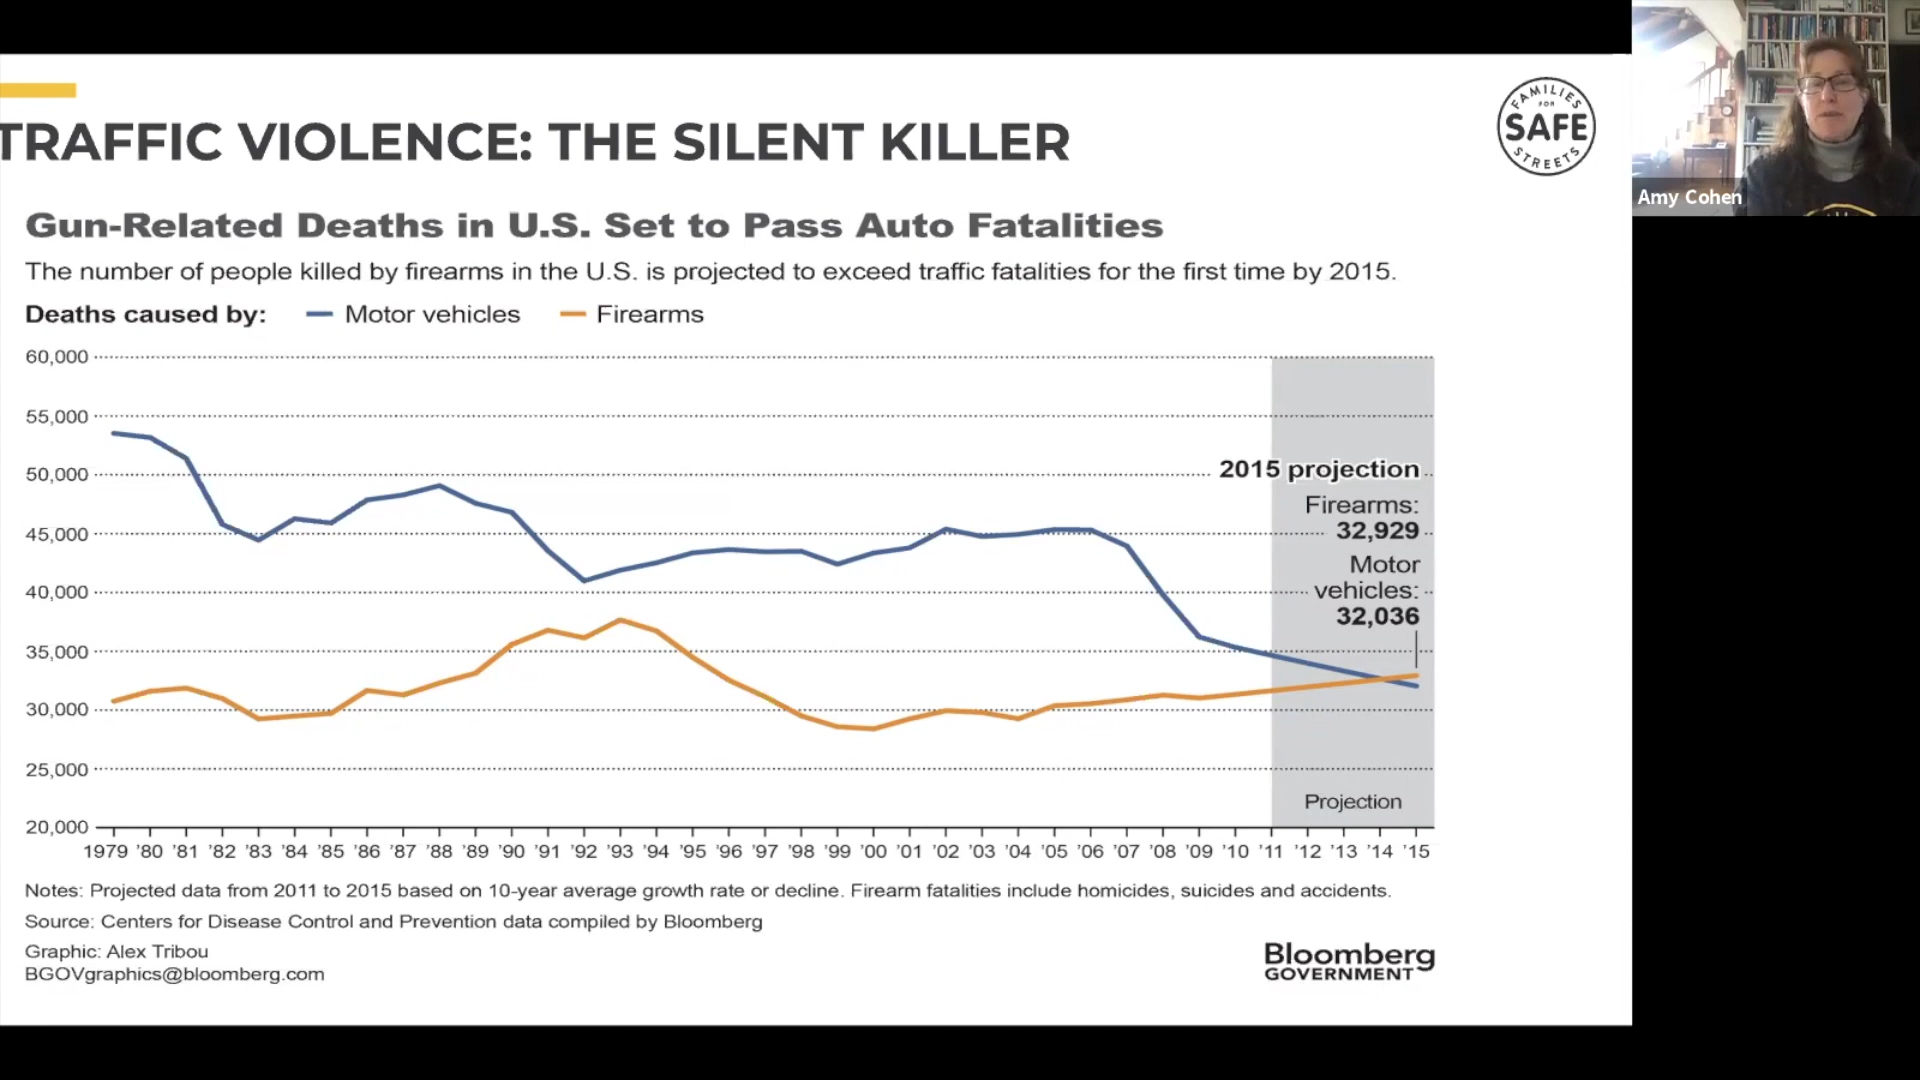 TRAFFIC VIOLENCE: THE SILENT KILLER
FAMILIES
FOR
SAFE
STREETS
Amy Cohen
Gun-Related Deaths in U.S. Set to Pass Auto Fatalities
The number of people killed by firearms in the U.S. is projected to exceed traffic fatalities for the first time by 2015.
Deaths caused by: Motor vehicles Firearms
60,000
55,000
50,000
45,000
40,000
35,000
30,000
25,000
20,000
2015 projection
Firearms:
32,929
Motor
vehicles:
32,036
Projection
1979 ’80 ’81 ’82 ’83 ’84 ’85 ’86 ’87 ’88 ’89 ’90 ’91 ’92 ’93 ’94 ’95 ’96 ’97 ’98 ’99 ’00 ’01 ’02 ’03 ’04 ’05 ’06 ’07 ’08 ’09 ’10 ’11 ’12 ’13 ’14 ’15
Notes: Projected data from 2011 to 2015 based on 10-year average growth rate or decline. Firearm fatalities include homicides, suicides and accidents.
Source: Centers for Disease Control and Prevention data compiled by Bloomberg
Graphic: Alex Tribou
BGOVgraphics@bloomberg.com
Bloomberg
GOVERNMENT